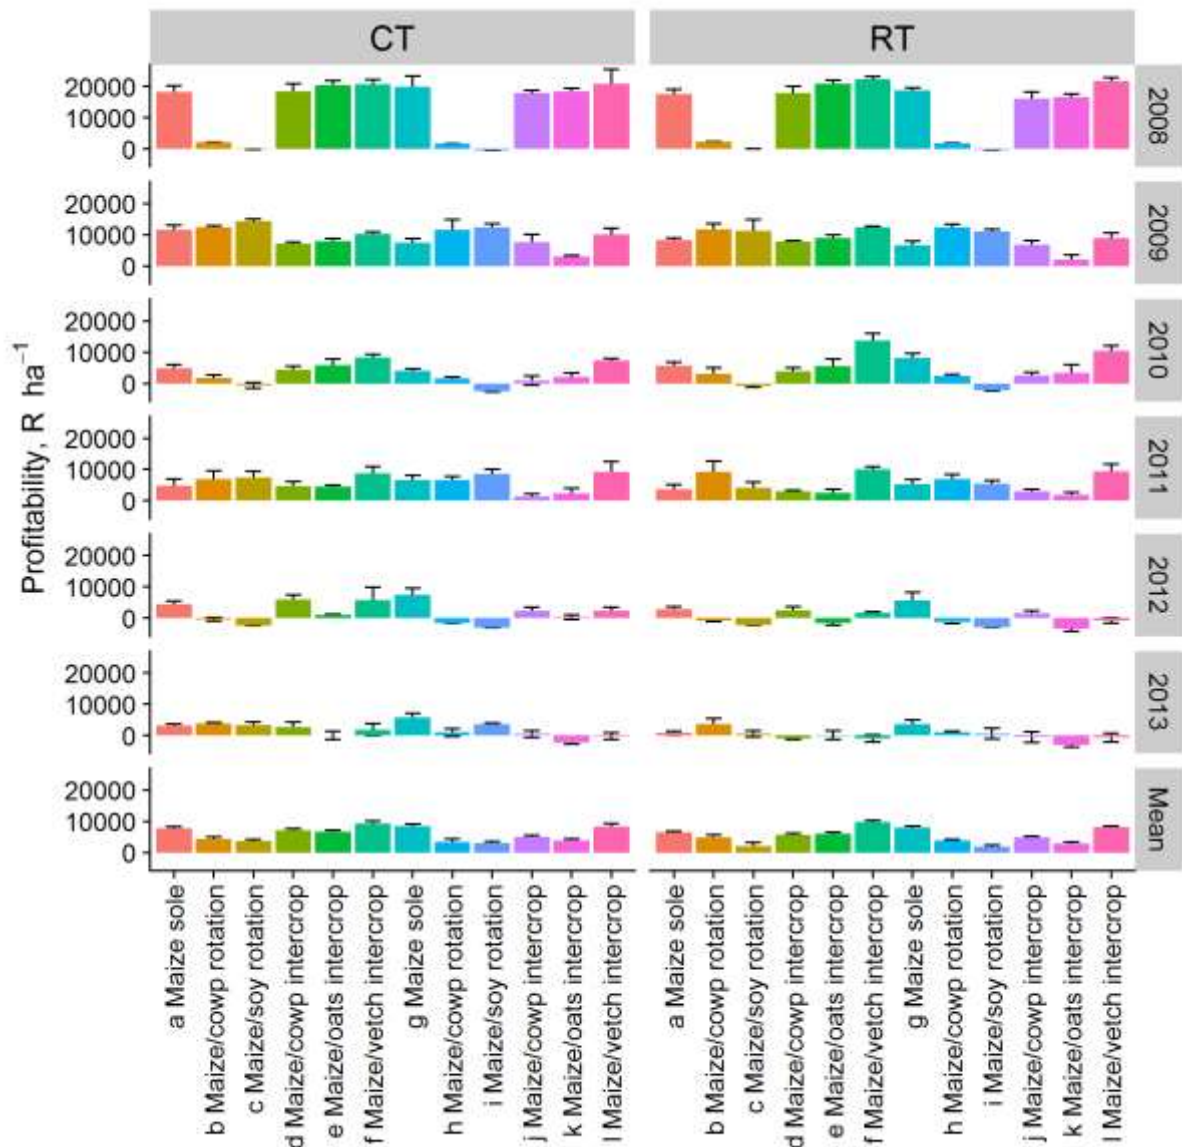 CT RT
20000
10000
0
2008
20000
10000
0
2009
20000
10000
0
2010
20000
10000
0
2011
20000
10000
0
2012
20000
10000
0
2013
20000
10000
0
Mean
Profitability, R ha⁻¹
a Maize sole
b Maize/cowp rotation
c Maize/soy rotation
d Maize/cowp intercrop
e Maize/oats intercrop
f Maize/vetch intercrop
g Maize sole
h Maize/cowp rotation
i Maize/soy rotation
j Maize/cowp intercrop
k Maize/oats intercrop
l Maize/vetch intercrop
a Maize sole
b Maize/cowp rotation
c Maize/soy rotation
d Maize/cowp intercrop
e Maize/oats intercrop
f Maize/vetch intercrop
g Maize sole
h Maize/cowp rotation
i Maize/soy rotation
j Maize/cowp intercrop
k Maize/oats intercrop
l Maize/vetch intercrop